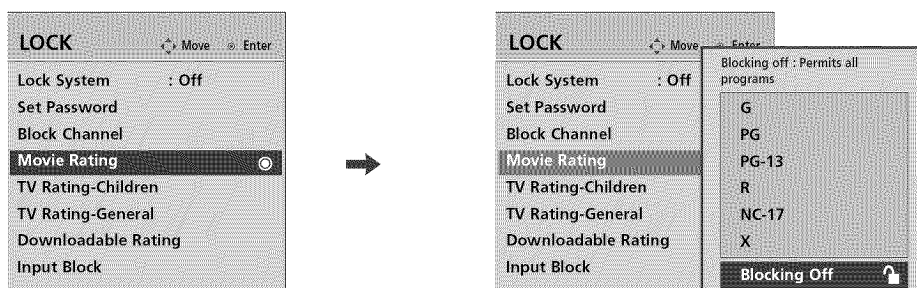 LOCK
Move Enter
Lock System : Off
Set Password
Block Channel
Movie Rating
TV Rating-Children
TV Rating-General
Downloadable Rating
Input Block
LOCK
Move Enter
Lock System : Off
Set Password
Block Channel
Movie Rating
TV Rating-Children
TV Rating-General
Downloadable Rating
Input Block
Blocking off : Permits all
programs
G
PG
PG-13
R
NC-17
X
Blocking Off